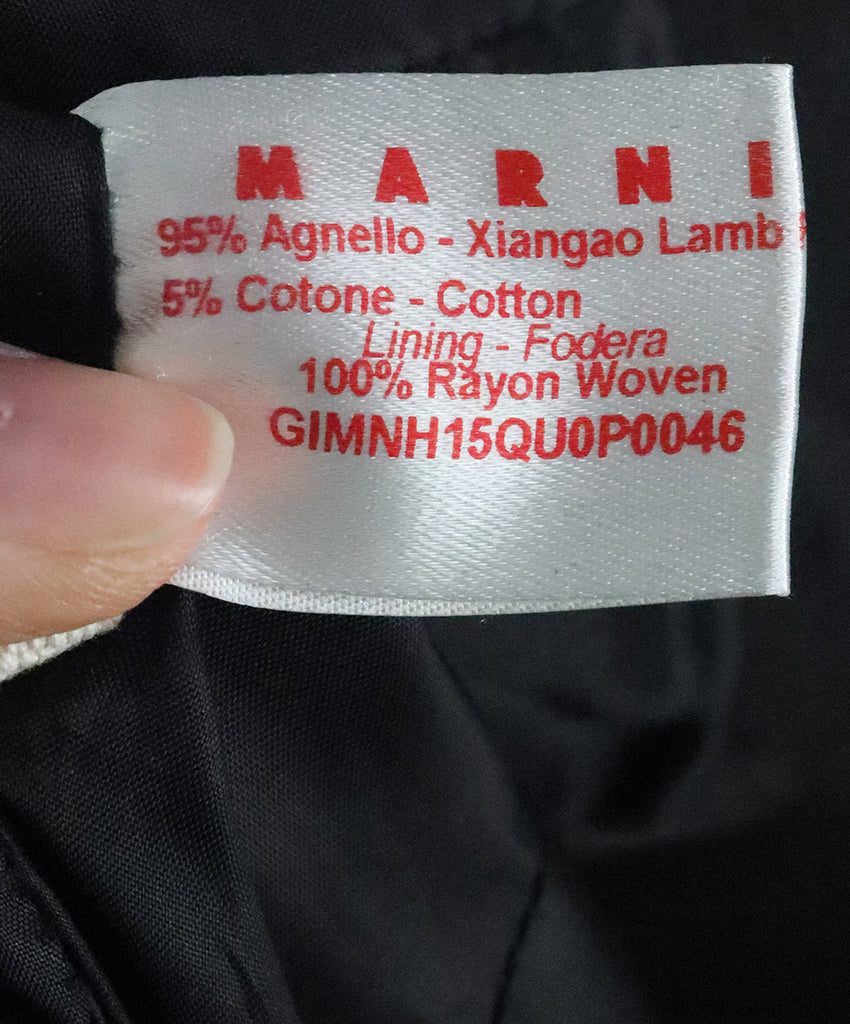 MARNI
95% Agnello - Xiangao Lamb
5% Cotone - Cotton
Lining - Fodera
100% Rayon Woven
GIMNH15QU0P0046